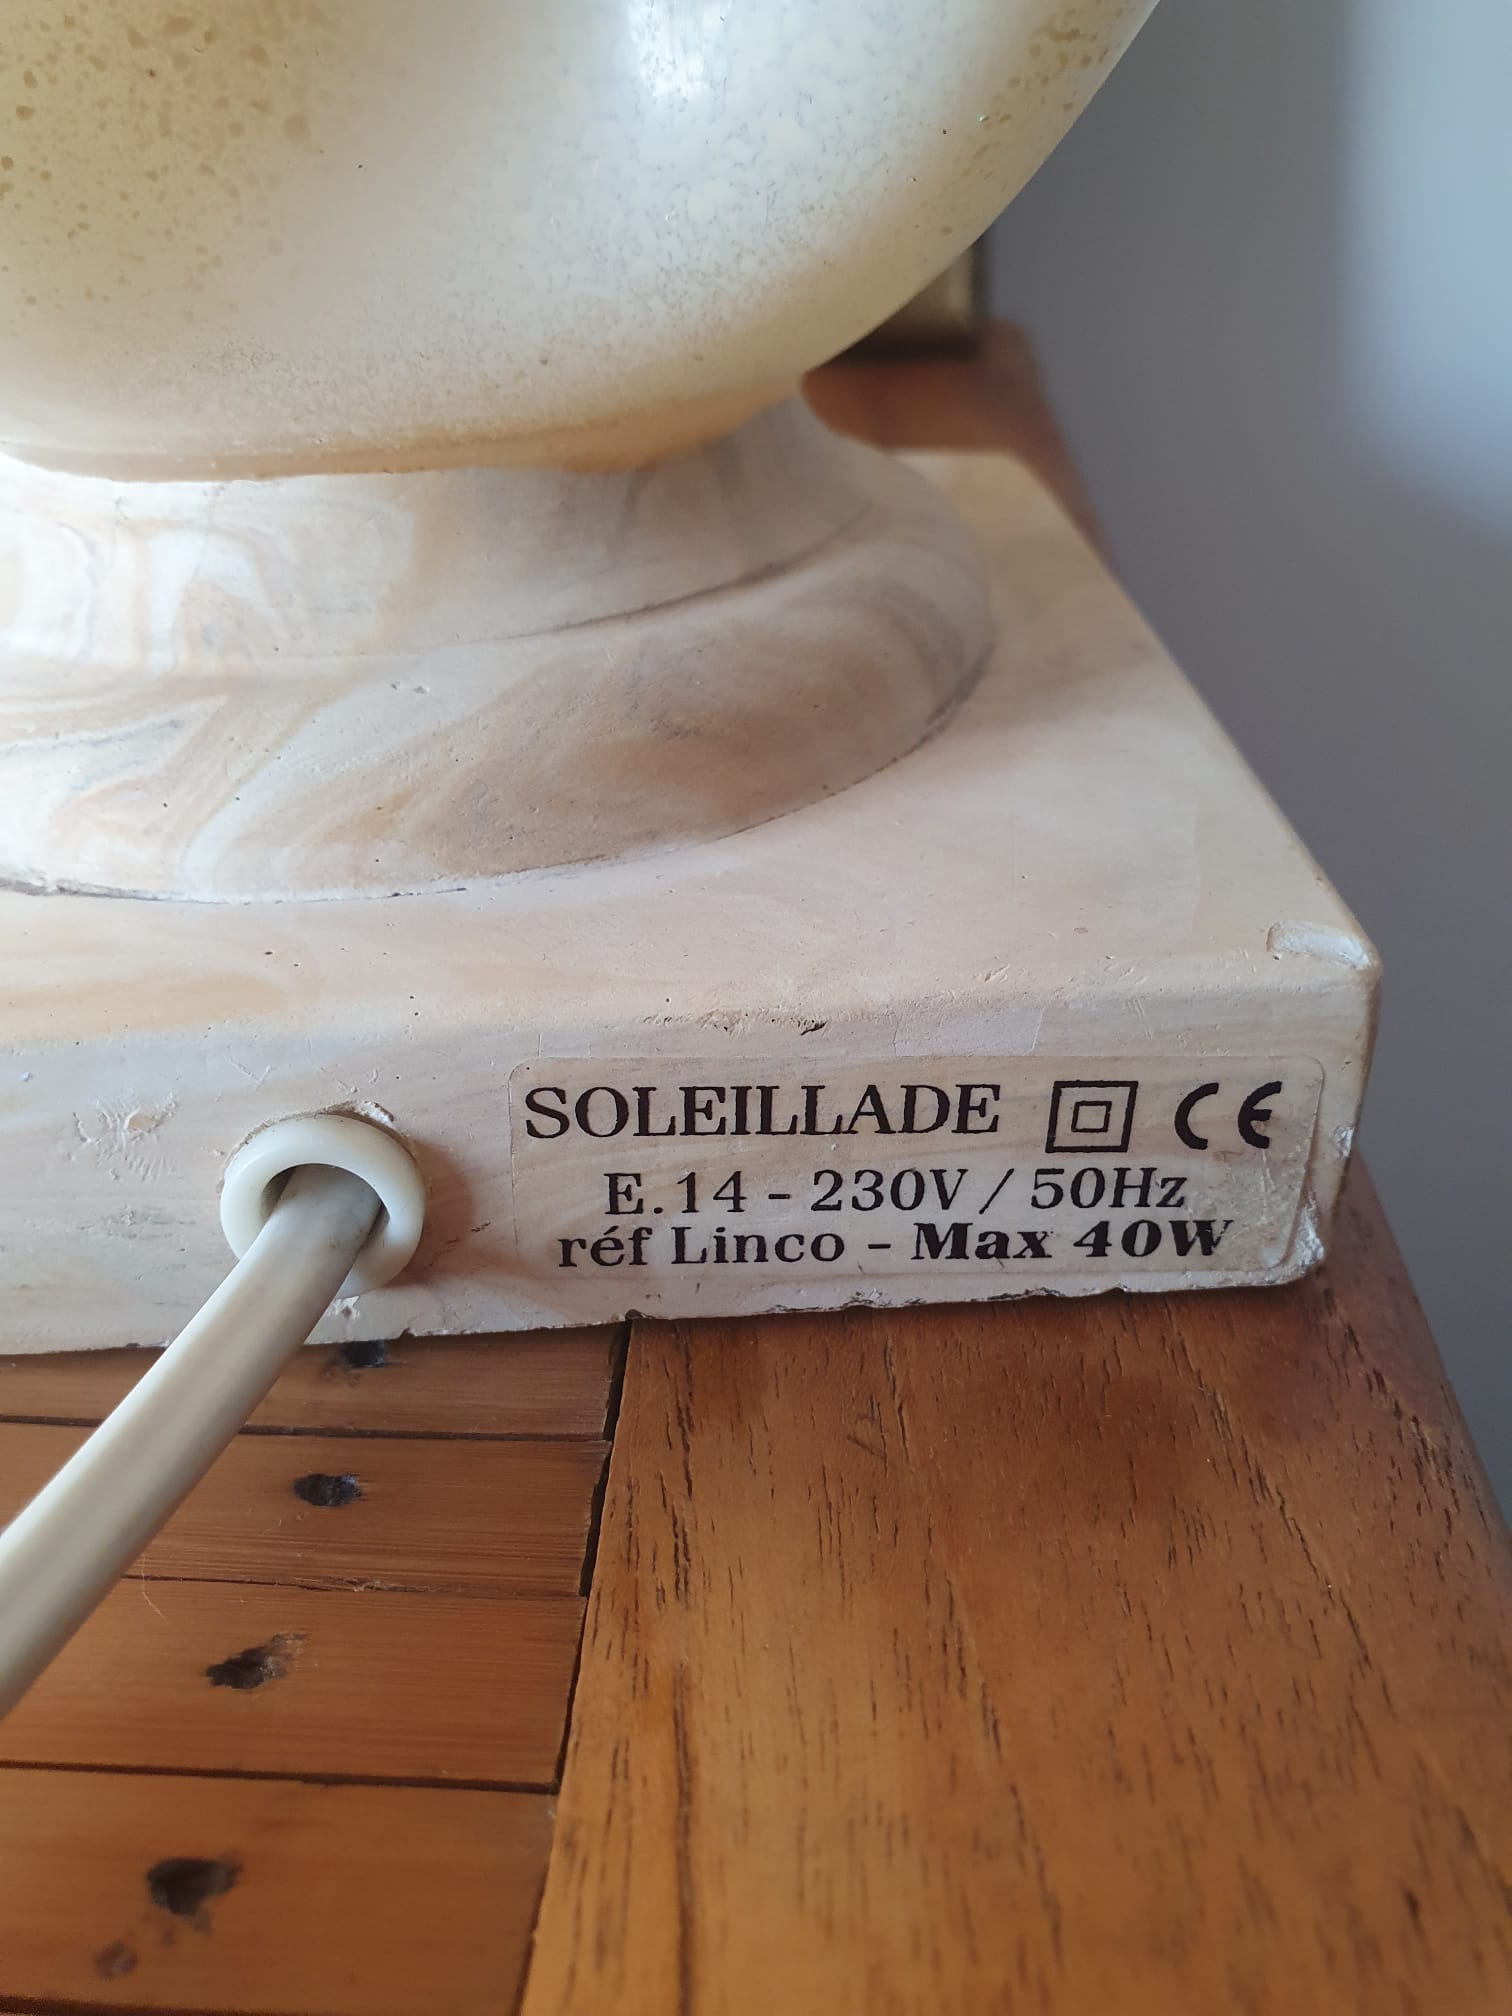 SOLEILLADE CE
E.14 - 230V / 50Hz
réf Linco - Max 40W